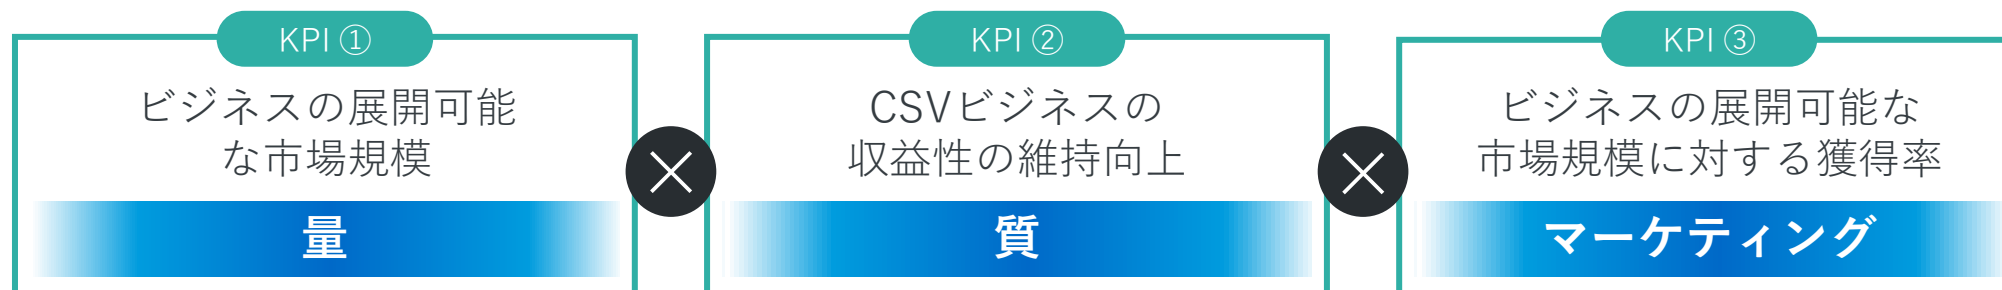 KPI ①
ビジネスの展開可能
な市場規模
量
×
KPI ②
CSVビジネスの
収益性の維持向上
質
×
KPI ③
ビジネスの展開可能な
市場規模に対する獲得率
マーケティング